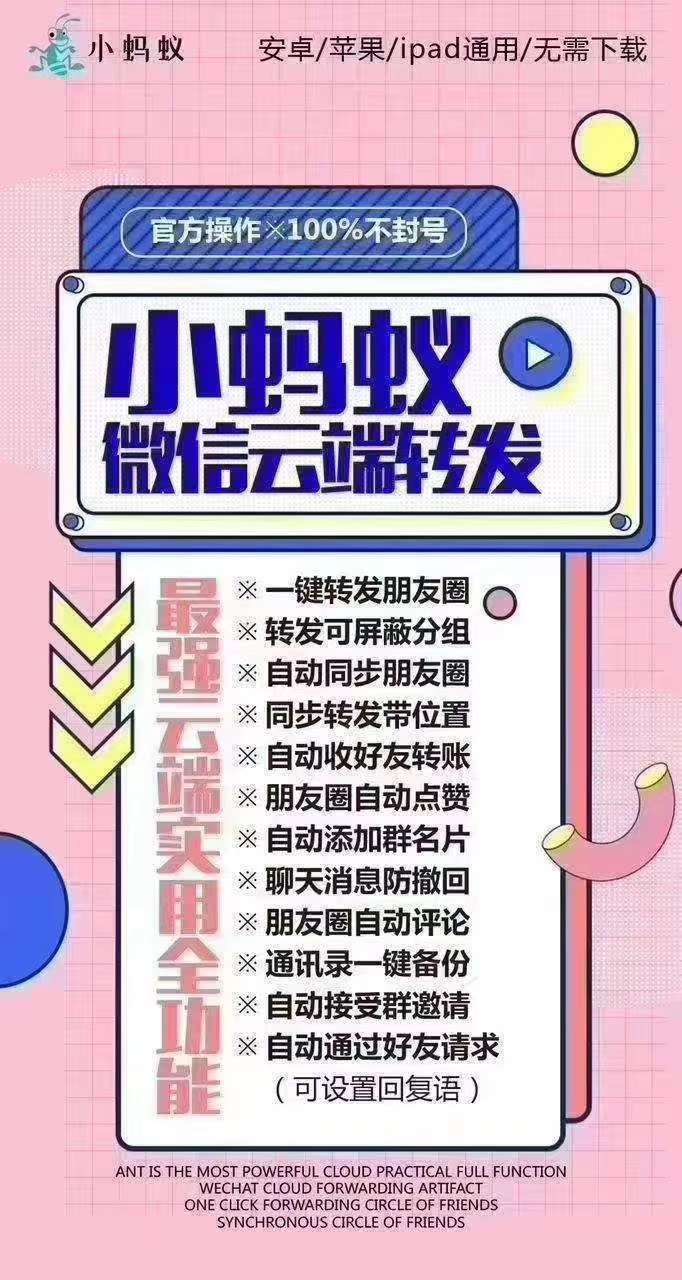 小蚂蚁
安卓/苹果/ipad通用/无需下载
官方操作※100%不封号
小蚂蚁
微信云端转发
最强云端实用全功能
※ 一键转发朋友圈
※ 转发可屏蔽分组
※ 自动同步朋友圈
※ 同步转发带位置
※ 自动收好友转账
※ 朋友圈自动点赞
※ 自动添加群名片
※ 聊天消息防撤回
※ 朋友圈自动评论
※ 通讯录一键备份
※ 自动接受群邀请
※ 自动通过好友请求
（可设置回复语）
ANT IS THE MOST POWERFUL CLOUD PRACTICAL FULL FUNCTION
WECHAT CLOUD FORWARDING ARTIFACT
ONE CLICK FORWARDING CIRCLE OF FRIENDS
SYNCHRONOUS CIRCLE OF FRIENDS